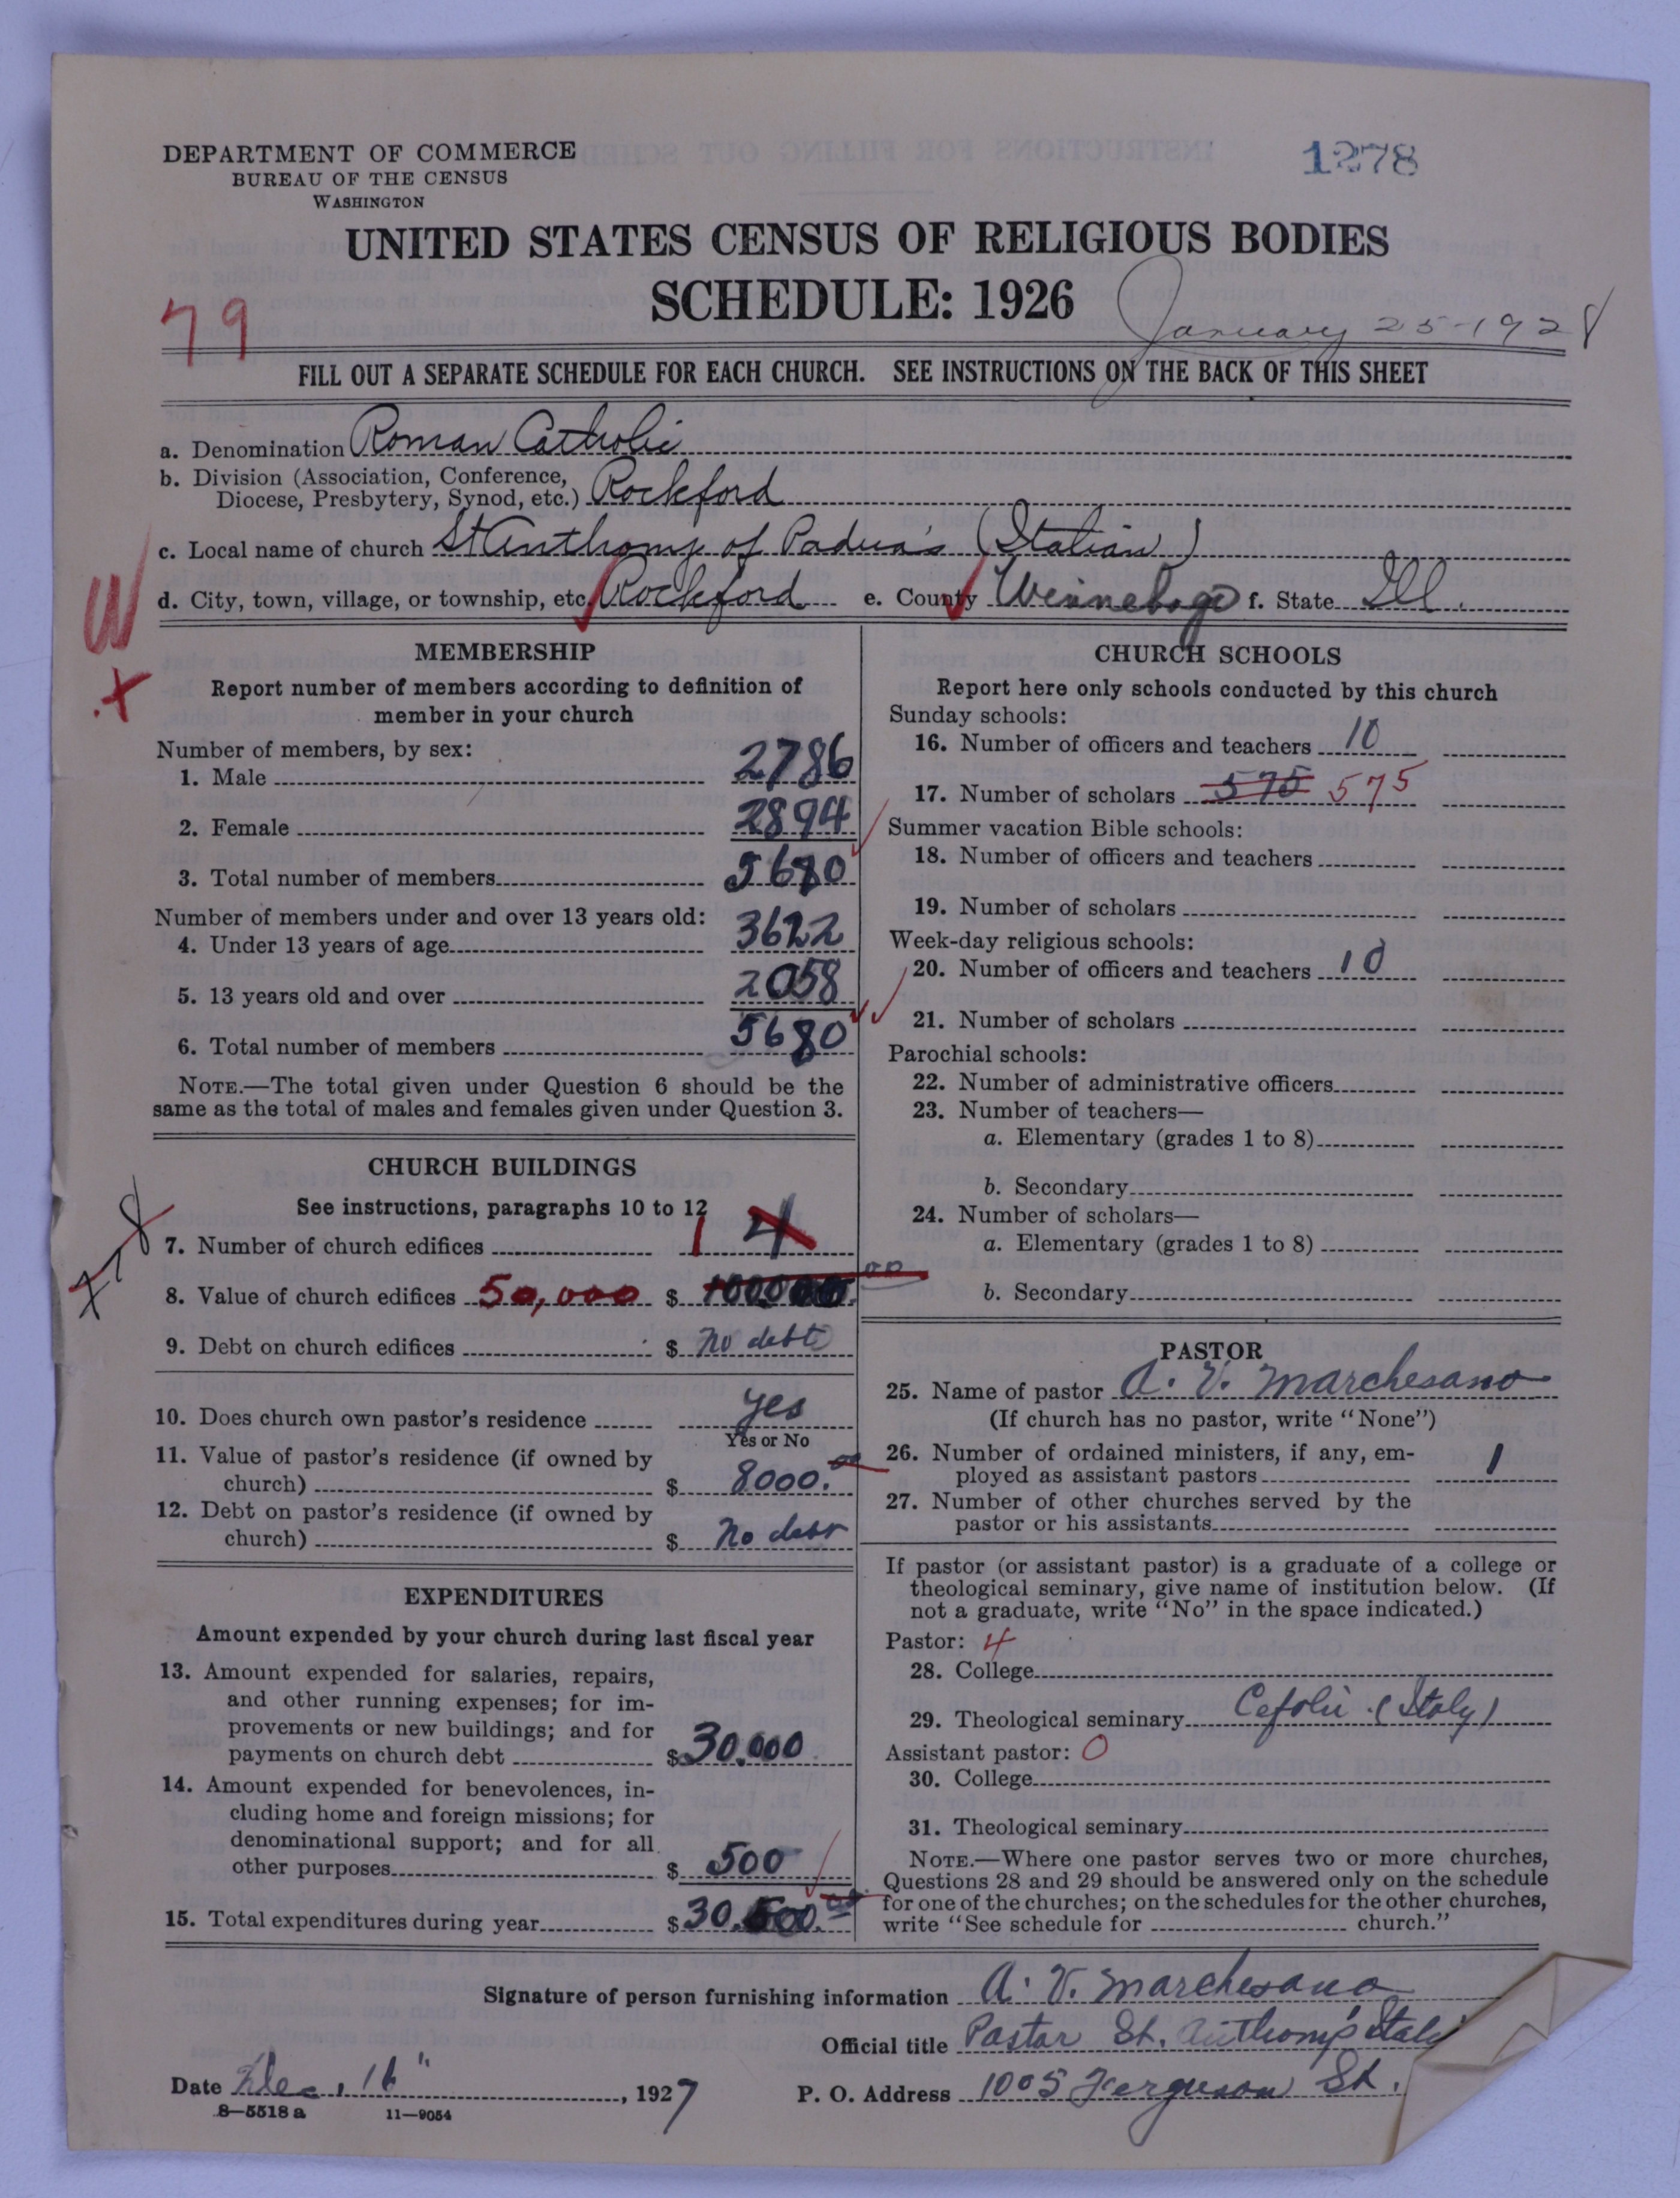 DEPARTMENT OF COMMERCE
BUREAU OF THE CENSUS
WASHINGTON
1278
UNITED STATES CENSUS OF RELIGIOUS BODIES
SCHEDULE: 1926
January 25-1928
79
FILL OUT A SEPARATE SCHEDULE FOR EACH CHURCH. SEE INSTRUCTIONS ON THE BACK OF THIS SHEET
a. Denomination Roman Catholic
b. Division (Association, Conference,
Diocese, Presbytery, Synod, etc.) Rockford
c. Local name of church St Anthony of Padua's (Italian)
d. City, town, village, or township, etc. Rockford e. County Winnebago f. State Ill.
W
x
MEMBERSHIP
Report number of members according to definition of
member in your church
Number of members, by sex:
1. Male 2786
2. Female 2894
3. Total number of members 5680
Number of members under and over 13 years old:
4. Under 13 years of age 3622
5. 13 years old and over 2058
6. Total number of members 5680
NOTE.—The total given under Question 6 should be the
same as the total of males and females given under Question 3.
CHURCH BUILDINGS
See instructions, paragraphs 10 to 12
7. Number of church edifices 1 4
7-8
8. Value of church edifices 50,000 $ 100000 00
9. Debt on church edifices $ No debt
10. Does church own pastor's residence yes
Yes or No
11. Value of pastor's residence (if owned by
church) $ 8000.00
12. Debt on pastor's residence (if owned by
church) $ No debt
EXPENDITURES
Amount expended by your church during last fiscal year
13. Amount expended for salaries, repairs,
and other running expenses; for im-
provements or new buildings; and for
payments on church debt $ 30.000
14. Amount expended for benevolences, in-
cluding home and foreign missions; for
denominational support; and for all
other purposes $ 500
15. Total expenditures during year $ 30.500.00
CHURCH SCHOOLS
Report here only schools conducted by this church
Sunday schools:
16. Number of officers and teachers 10
17. Number of scholars 575 575
Summer vacation Bible schools:
18. Number of officers and teachers
19. Number of scholars
Week-day religious schools:
20. Number of officers and teachers 10
21. Number of scholars
Parochial schools:
22. Number of administrative officers
23. Number of teachers—
a. Elementary (grades 1 to 8)
b. Secondary
24. Number of scholars—
a. Elementary (grades 1 to 8)
b. Secondary
PASTOR
25. Name of pastor A. V. Marchesano
(If church has no pastor, write "None")
26. Number of ordained ministers, if any, em-
ployed as assistant pastors 1
27. Number of other churches served by the
pastor or his assistants
If pastor (or assistant pastor) is a graduate of a college or
theological seminary, give name of institution below. (If
not a graduate, write "No" in the space indicated.)
Pastor: 4
28. College
29. Theological seminary Cefolù (Italy)
Assistant pastor: 0
30. College
31. Theological seminary
NOTE.—Where one pastor serves two or more churches,
Questions 28 and 29 should be answered only on the schedule
for one of the churches; on the schedules for the other churches,
write "See schedule for church."
Signature of person furnishing information A. V. Marchesano
Official title Pastor St. Anthony's
Date Dec, 16", 1927 P. O. Address 1005 Ferguson St.
8-5518 a 11-9054